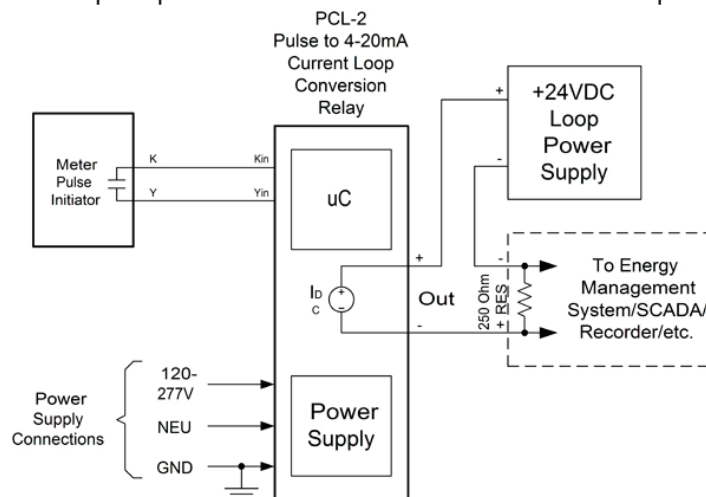 PCL-2
Pulse to 4-20mA
Current Loop
Conversion
Relay
Meter
Pulse
Initiator
K
Y
Kin
Yin
uC
+24VDC
Loop
Power
Supply
+
-
I D
C
+
-
+
-
Out
250 Ohm
RES
-
+
To Energy
Management
System/SCADA/
Recorder/etc.
Power
Supply
Connections
120-
277V
NEU
GND
Power
Supply